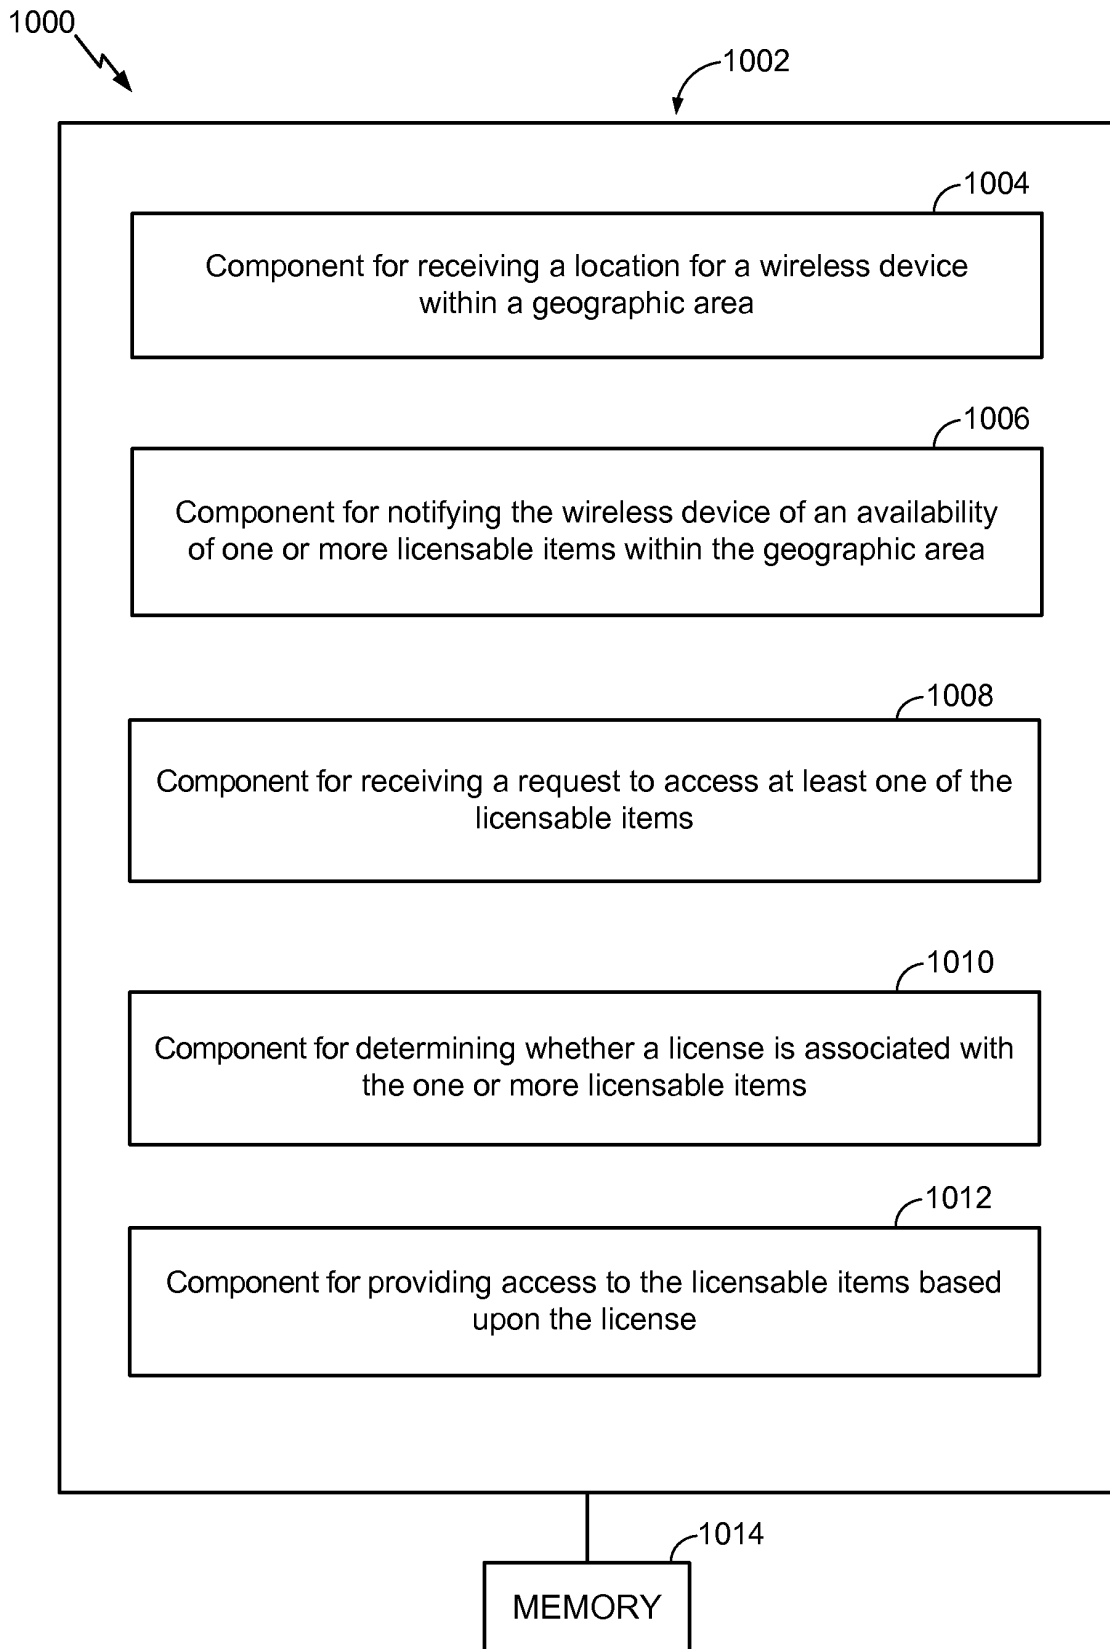 1000
1002
1004
Component for receiving a location for a wireless device
within a geographic area
1006
Component for notifying the wireless device of an availability
of one or more licensable items within the geographic area
1008
Component for receiving a request to access at least one of the
licensable items
1010
Component for determining whether a license is associated with
the one or more licensable items
1012
Component for providing access to the licensable items based
upon the license
1014
MEMORY